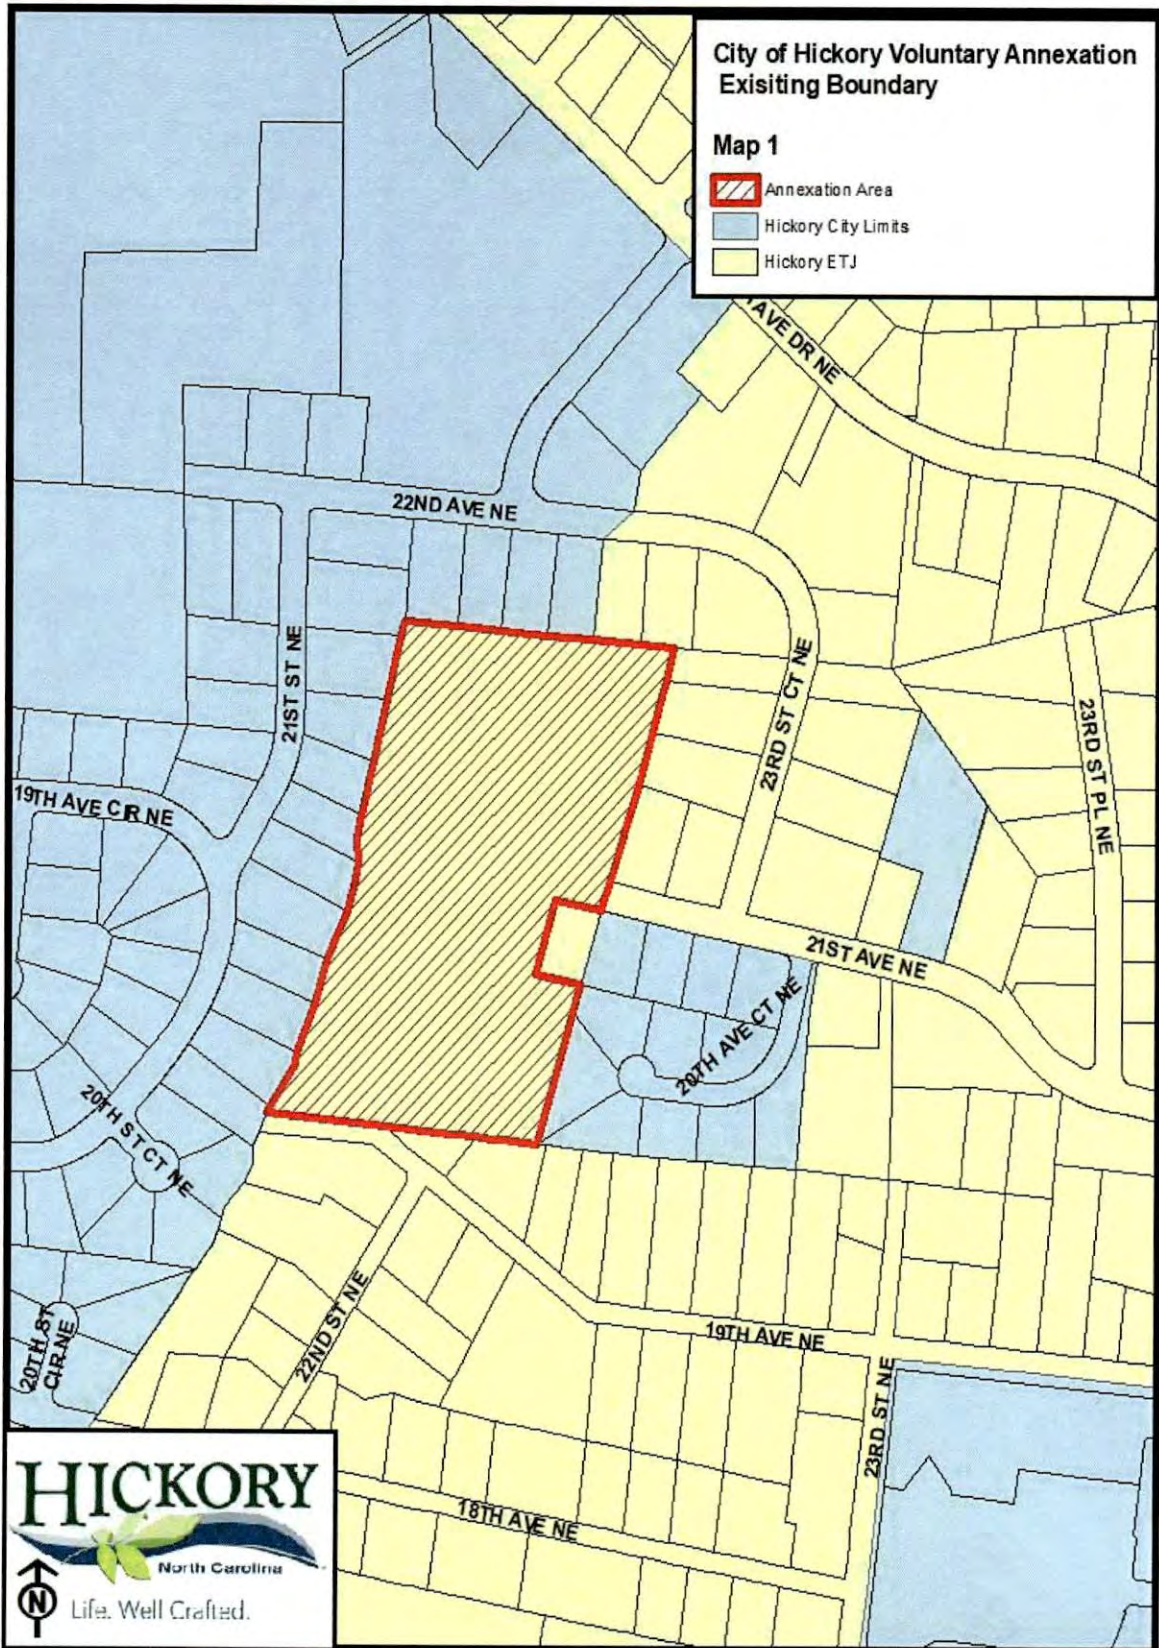 City of Hickory Voluntary Annexation
Exisiting Boundary
Map 1
Annexation Area
Hickory City Limits
Hickory ETJ
AVE DR NE
22ND AVE NE
21ST ST NE
23RD ST CT NE
23RD ST PL NE
19TH AVE CIR NE
21ST AVE NE
20TH AVE CT NE
20TH ST CT NE
22ND ST NE
20TH ST
CIR NE
19TH AVE NE
23RD ST NE
18TH AVE NE
HICKORY
North Carolina
N
Life. Well Crafted.